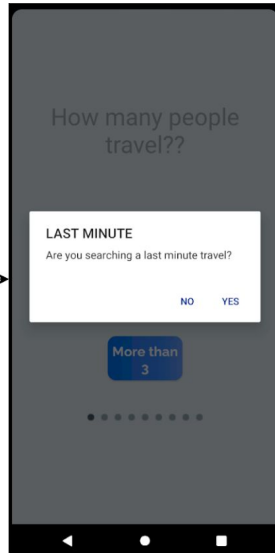 How many people
travel??
LAST MINUTE
Are you searching a last minute travel?
NO YES
More than
3